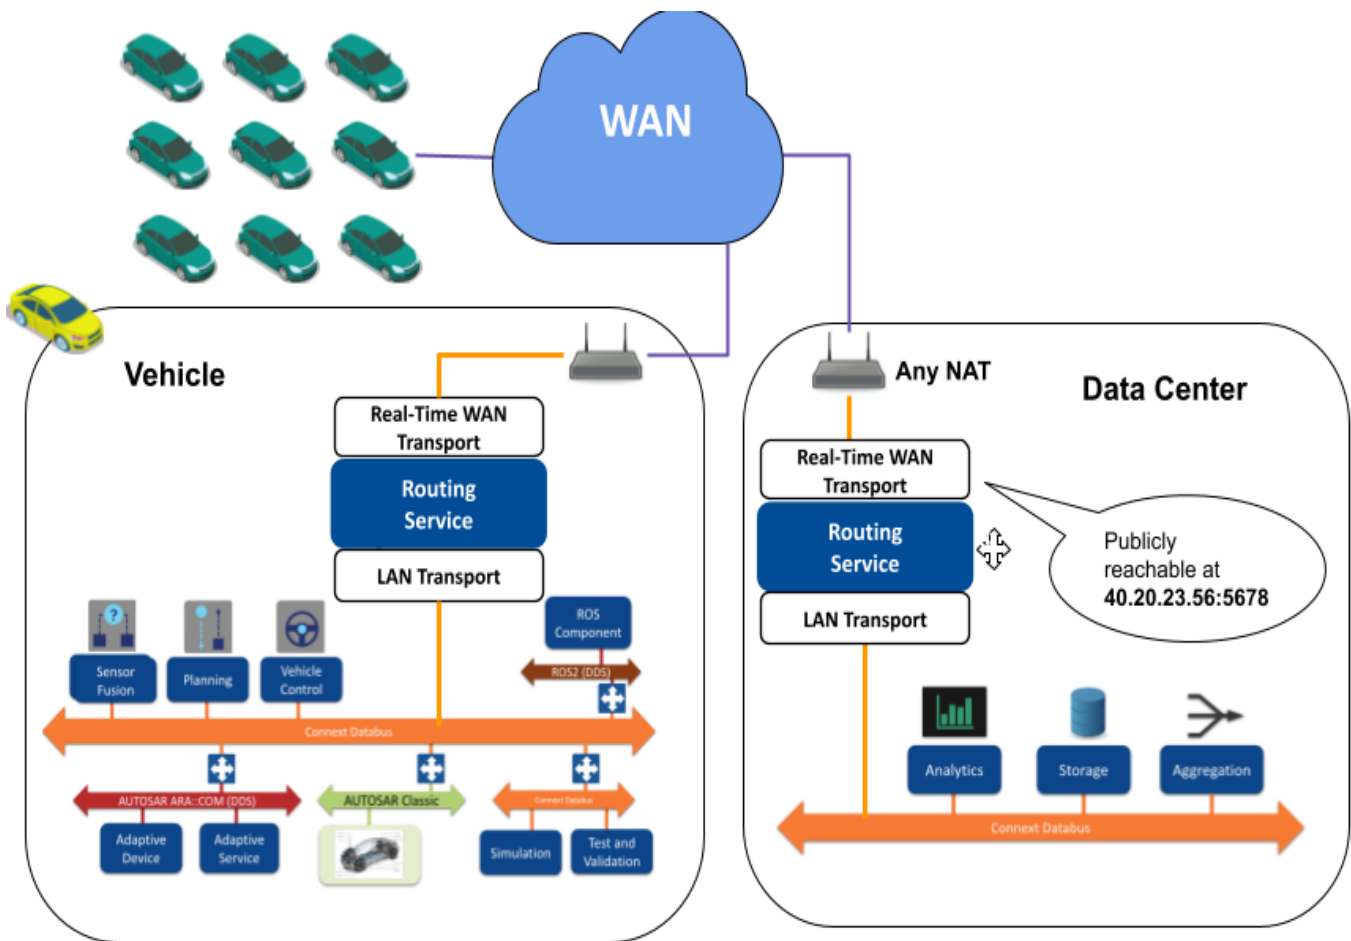 WAN
Vehicle
Any NAT
Data Center
Real-Time WAN
Transport
Routing
Service
LAN Transport
Real-Time WAN
Transport
Routing
Service
LAN Transport
Publicly
reachable at
40.20.23.56:5678
?
Sensor
Fusion
Planning
Vehicle
Control
ROS
Component
ROS2 (DDS)
Connext Databus
AUTOSAR ARA::COM (DDS)
AUTOSAR Classic
Connext Databus
Adaptive
Device
Adaptive
Service
Simulation
Test and
Validation
Analytics
Storage
Aggregation
Connext Databus